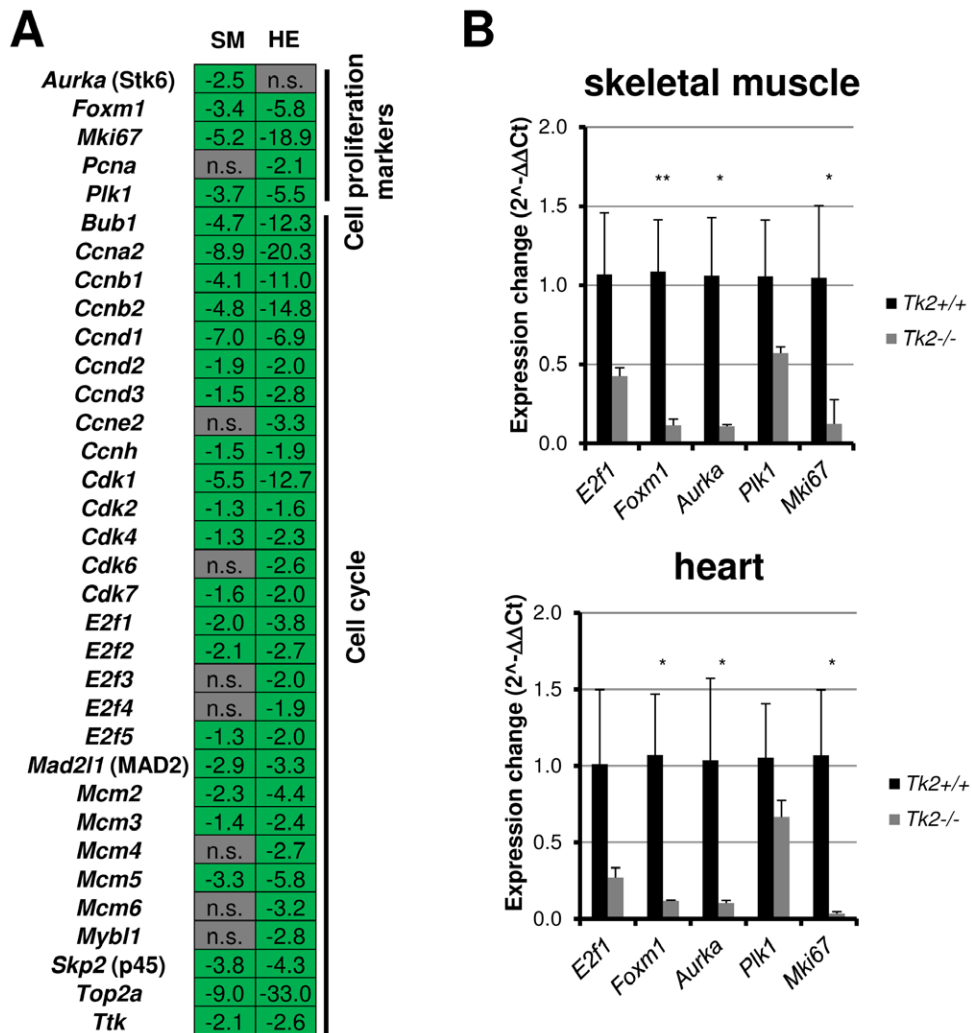 A
SM HE
Aurka (Stk6) -2.5 n.s.
Foxm1 -3.4 -5.8
Mki67 -5.2 -18.9
Pcna n.s. -2.1
Plk1 -3.7 -5.5
Bub1 -4.7 -12.3
Ccna2 -8.9 -20.3
Ccnb1 -4.1 -11.0
Ccnb2 -4.8 -14.8
Ccnd1 -7.0 -6.9
Ccnd2 -1.9 -2.0
Ccnd3 -1.5 -2.8
Ccne2 n.s. -3.3
Ccnh -1.5 -1.9
Cdk1 -5.5 -12.7
Cdk2 -1.3 -1.6
Cdk4 -1.3 -2.3
Cdk6 n.s. -2.6
Cdk7 -1.6 -2.0
E2f1 -2.0 -3.8
E2f2 -2.1 -2.7
E2f3 n.s. -2.0
E2f4 n.s. -1.9
E2f5 -1.3 -2.0
Mad2l1 (MAD2) -2.9 -3.3
Mcm2 -2.3 -4.4
Mcm3 -1.4 -2.4
Mcm4 n.s. -2.7
Mcm5 -3.3 -5.8
Mcm6 n.s. -3.2
Mybl1 n.s. -2.8
Skp2 (p45) -3.8 -4.3
Top2a -9.0 -33.0
Ttk -2.1 -2.6
Cell proliferation
markers
Cell cycle
B
skeletal muscle
Expression change (2^-ΔΔCt)
2.0
1.5
1.0
0.5
0.0
** * *
E2f1 Foxm1 Aurka Plk1 Mki67
Tk2+/+
Tk2-/-
heart
Expression change (2^-ΔΔCt)
2.0
1.5
1.0
0.5
0.0
* * *
E2f1 Foxm1 Aurka Plk1 Mki67
Tk2+/+
Tk2-/-